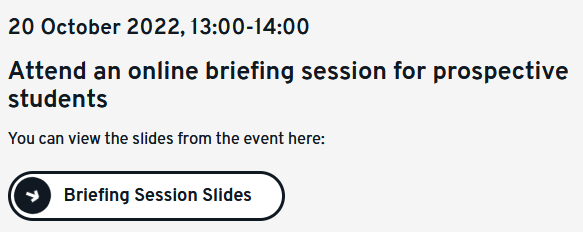 20 October 2022, 13:00-14:00
Attend an online briefing session for prospective
students
You can view the slides from the event here:
Briefing Session Slides